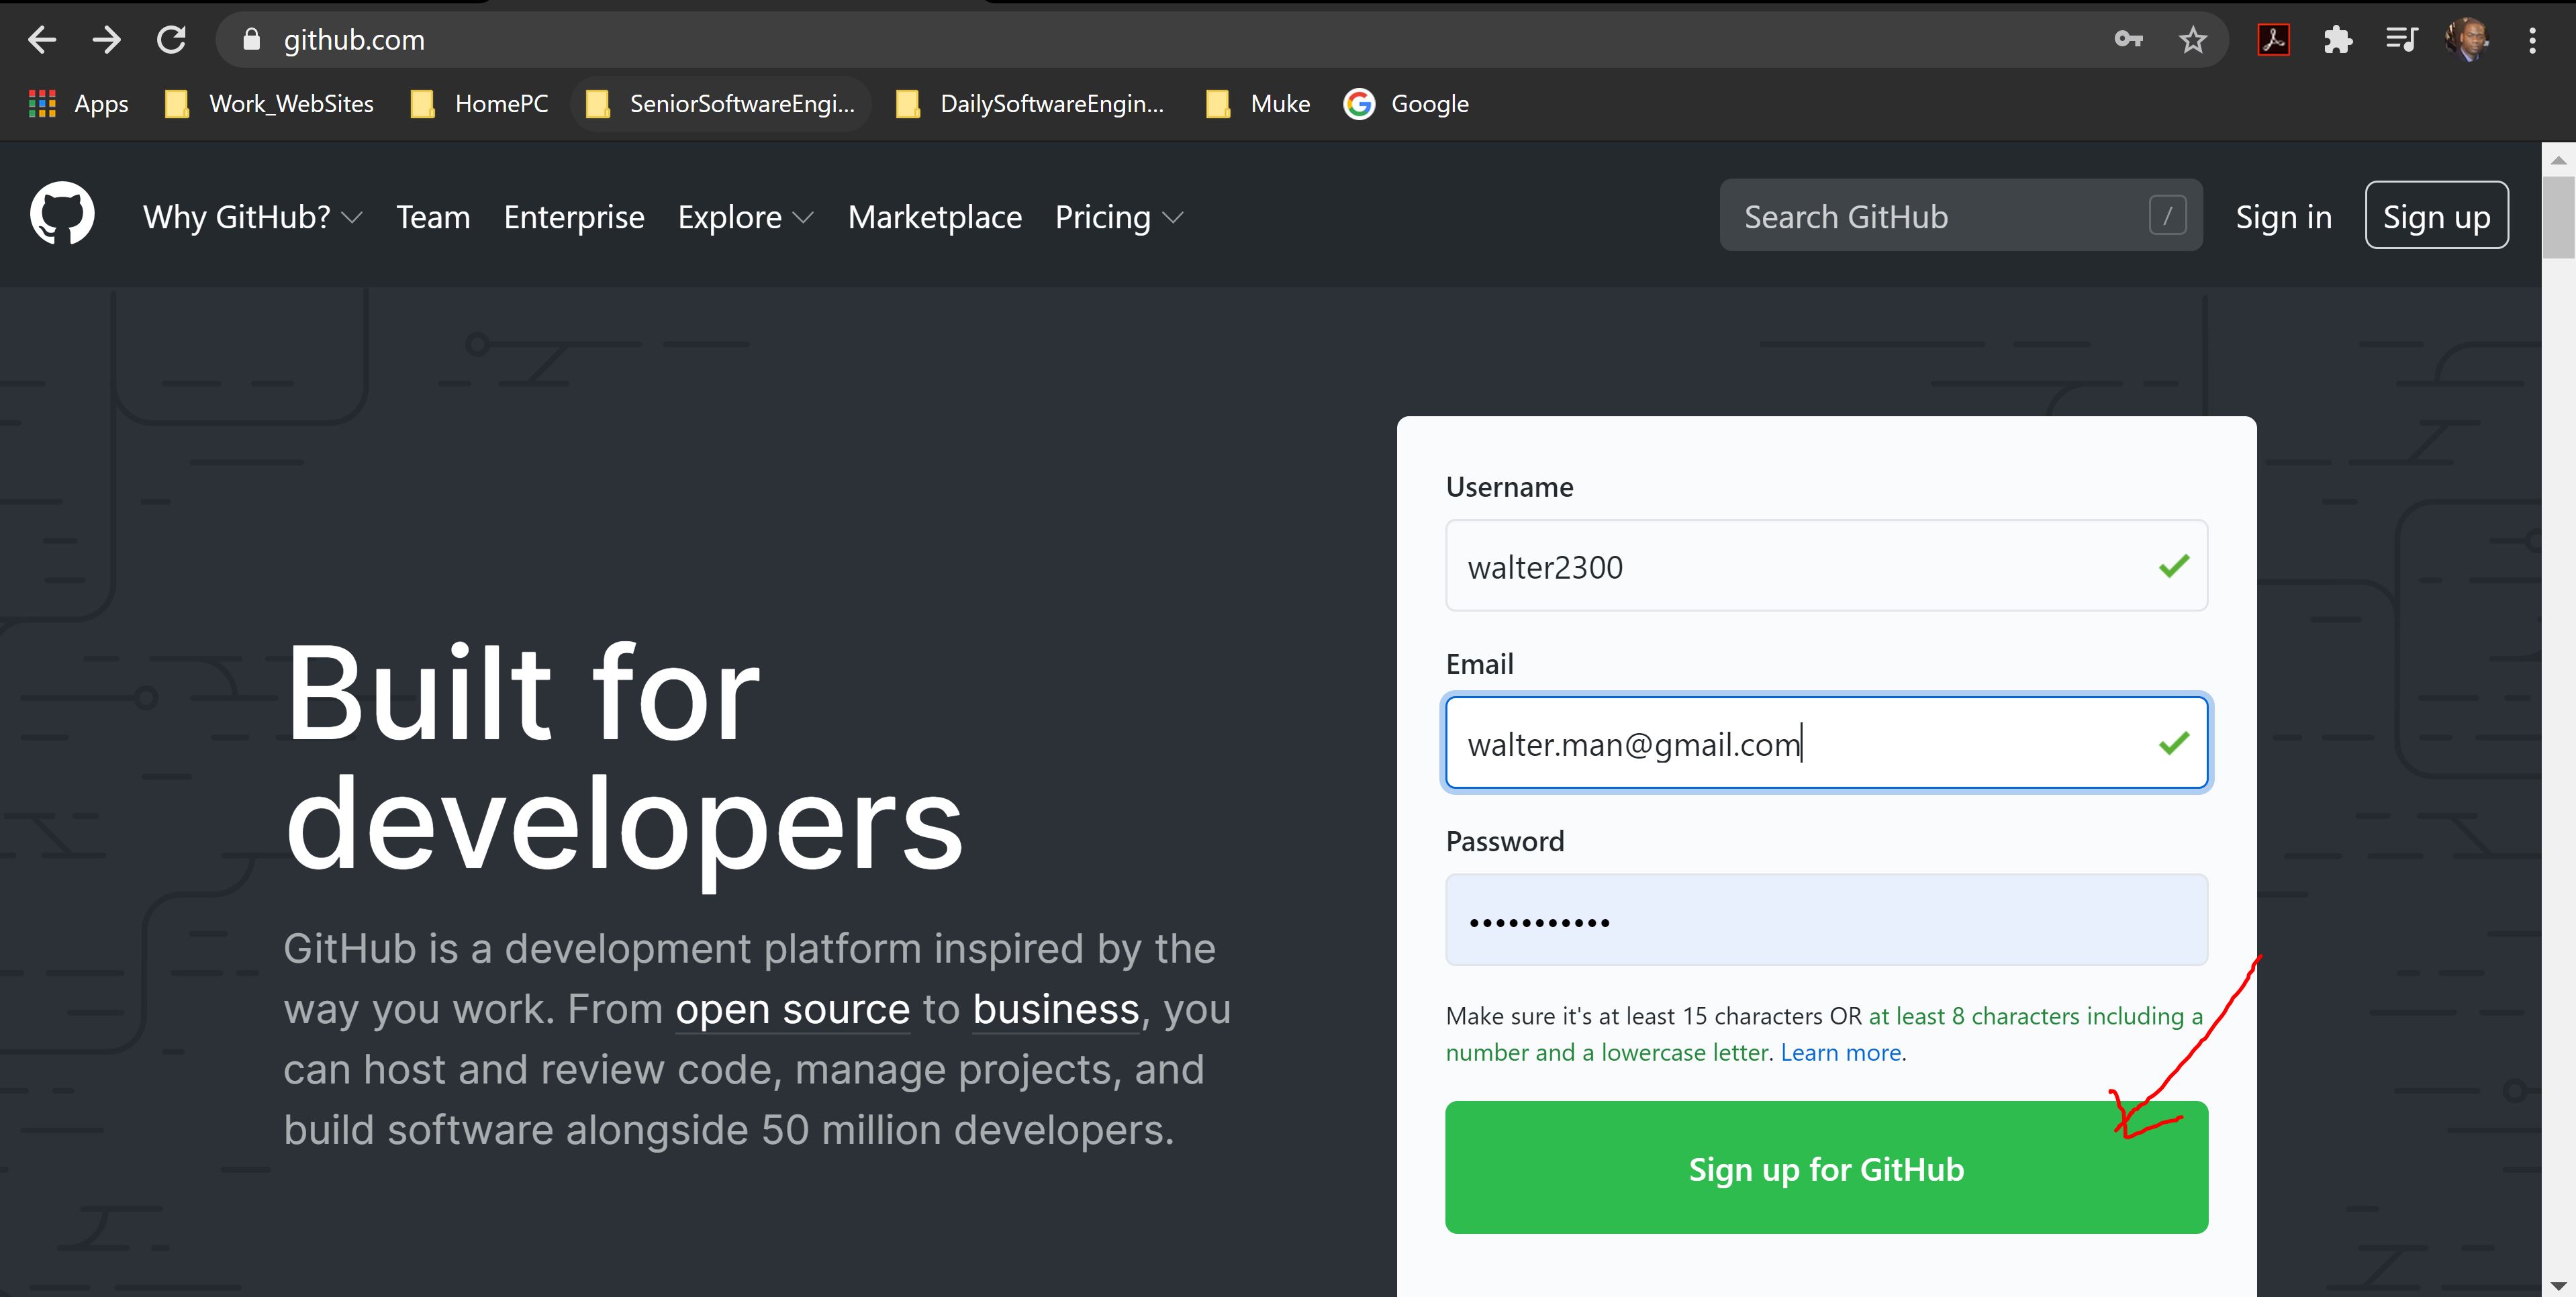 github.com
Apps Work_WebSites HomePC SeniorSoftwareEngi... DailySoftwareEngin... Muke Google
Why GitHub? Team Enterprise Explore Marketplace Pricing Search GitHub / Sign in Sign up
Username
walter2300
Email
walter.man@gmail.com
Password
•••••••••••
Make sure it's at least 15 characters OR at least 8 characters including a
number and a lowercase letter. Learn more.
Sign up for GitHub
Built for
developers
GitHub is a development platform inspired by the
way you work. From open source to business, you
can host and review code, manage projects, and
build software alongside 50 million developers.